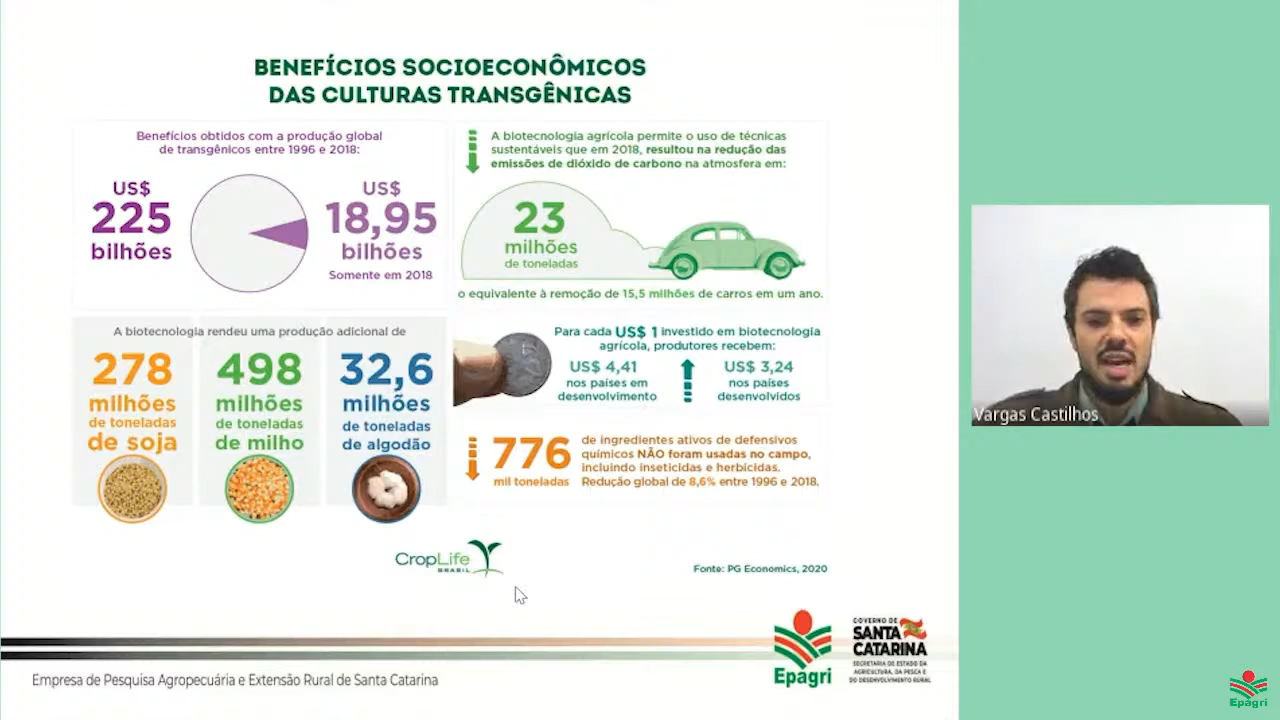 BENEFÍCIOS SOCIOECONÔMICOS
DAS CULTURAS TRANSGÊNICAS
Benefícios obtidos com a produção global
de transgênicos entre 1996 e 2018:
US$
225
bilhões
US$
18,95
bilhões
Somente em 2018
A biotecnologia agrícola permite o uso de técnicas
sustentáveis que em 2018, resultou na redução das
emissões de dióxido de carbono na atmosfera em:
23
milhões
de toneladas
o equivalente à remoção de 15,5 milhões de carros em um ano.
A biotecnologia rendeu uma produção adicional de
278
milhões
de toneladas
de soja
498
milhões
de toneladas
de milho
32,6
milhões
de toneladas
de algodão
Para cada US$ 1 investido em biotecnologia
agrícola, produtores recebem:
US$ 4,41
nos países em
desenvolvimento
US$ 3,24
nos países
desenvolvidos
776
mil toneladas
de ingredientes ativos de defensivos
químicos NÃO foram usadas no campo,
incluindo inseticidas e herbicidas.
Redução global de 8,6% entre 1996 e 2018.
CropLife
BRASIL
Fonte: PG Economics, 2020
Empresa de Pesquisa Agropecuária e Extensão Rural de Santa Catarina
Epagri
GOVERNO DE
SANTA
CATARINA
SECRETARIA DE ESTADO DA
AGRICULTURA, DA PESCA E
DO DESENVOLVIMENTO RURAL
Vargas Castilhos
Epagri